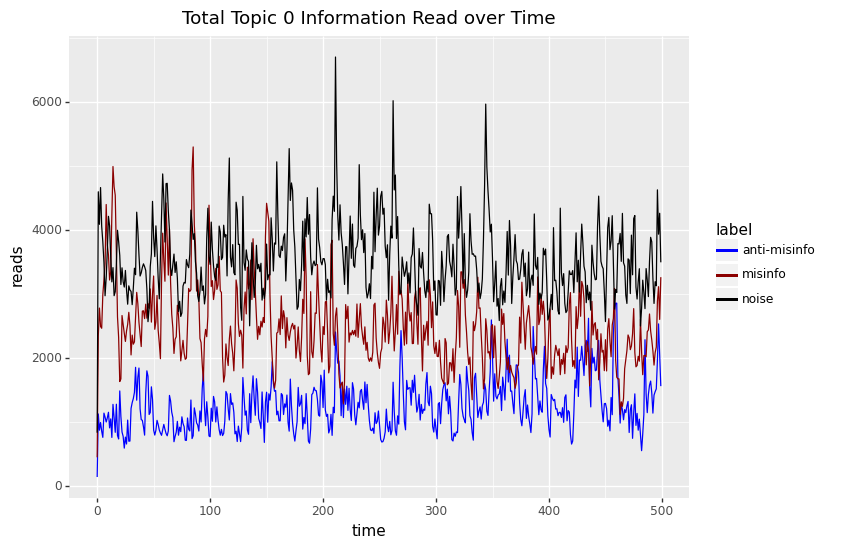 Total Topic 0 Information Read over Time
6000
4000
2000
0
reads
0 100 200 300 400 500
time
label
anti-misinfo
misinfo
noise